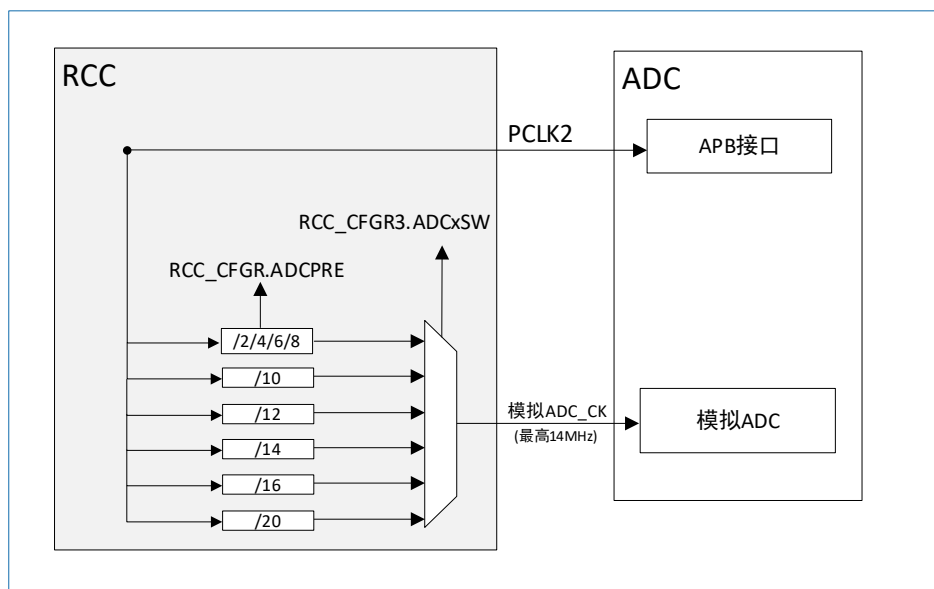 RCC
ADC
PCLK2
APB接口
RCC_CFGR3.ADCxSW
RCC_CFGR.ADCPRE
/2/4/6/8
/10
/12
模拟ADC_CK
(最高14MHz)
模拟ADC
/14
/16
/20